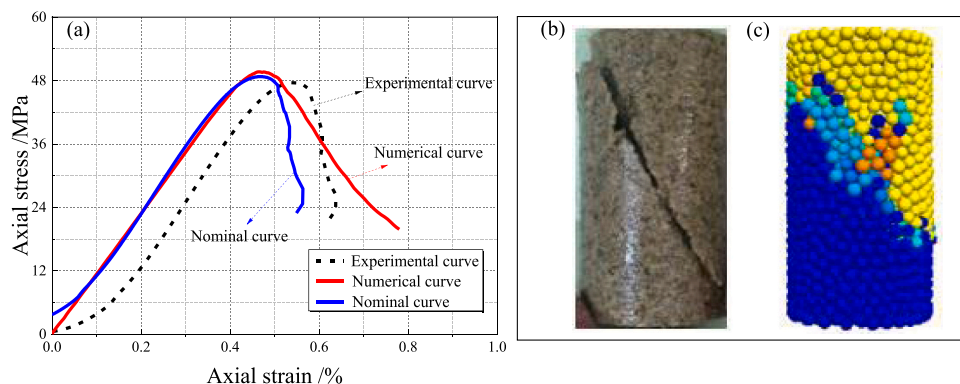 (a)
60
48
36
24
12
0
Axial stress /MPa
0.0
0.2
0.4
0.6
0.8
1.0
Axial strain /%
Experimental curve
Numerical curve
Nominal curve
Experimental curve
Numerical curve
Nominal curve
(b)
(c)